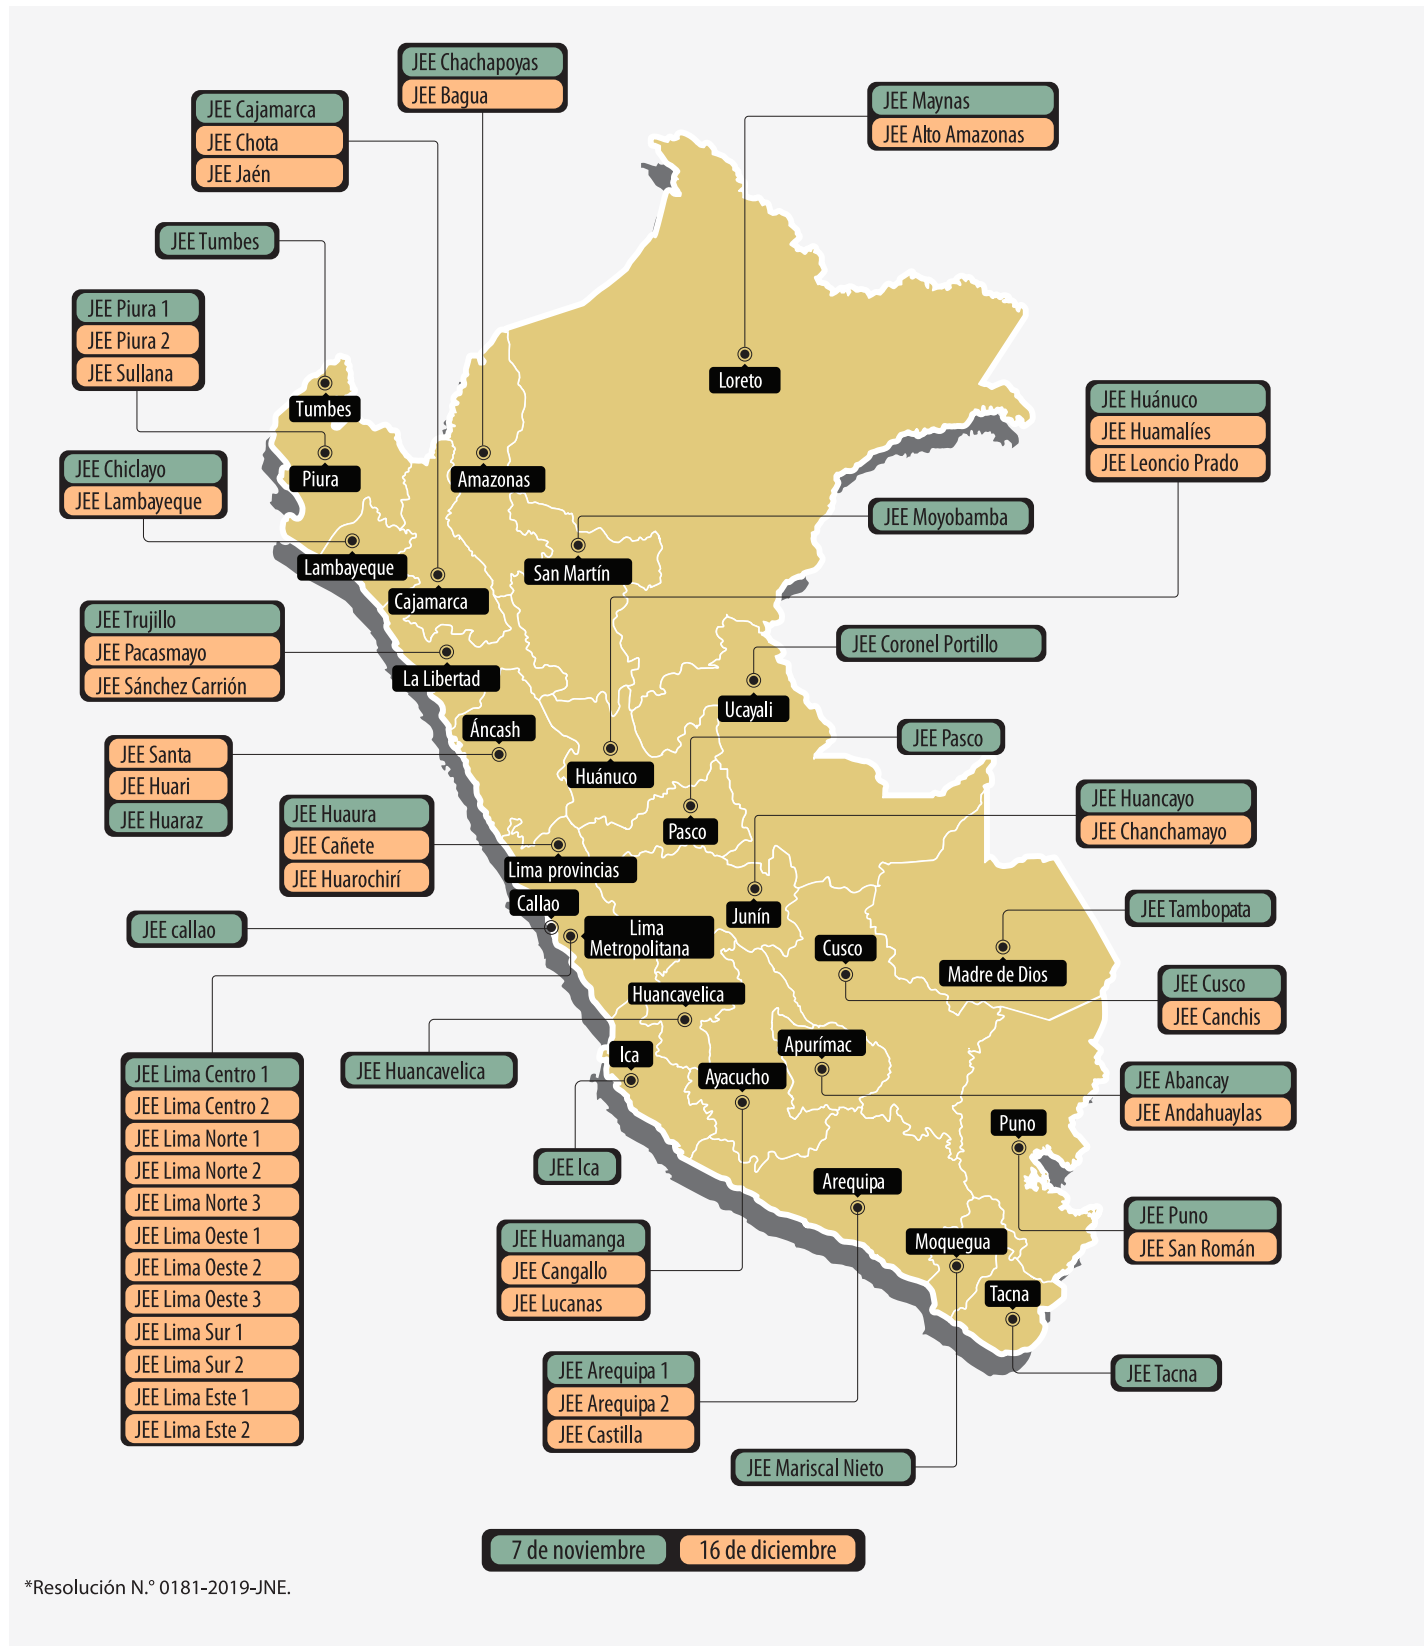 JEE Chachapoyas
JEE Bagua
JEE Maynas
JEE Alto Amazonas
JEE Cajamarca
JEE Chota
JEE Jaén
JEE Tumbes
JEE Piura 1
JEE Piura 2
JEE Sullana
Loreto
Tumbes
JEE Huánuco
JEE Huamalíes
JEE Leoncio Prado
JEE Chiclayo
JEE Lambayeque
Piura
Amazonas
JEE Moyobamba
Lambayeque
San Martín
Cajamarca
JEE Trujillo
JEE Pacasmayo
JEE Sánchez Carrión
JEE Coronel Portillo
La Libertad
Ucayali
Áncash
JEE Pasco
JEE Santa
JEE Huari
JEE Huaraz
Huánuco
JEE Huaura
JEE Cañete
JEE Huarochirí
Pasco
JEE Huancayo
JEE Chanchamayo
Lima provincias
Callao
Junín
JEE callao
Lima
Metropolitana
JEE Tambopata
Cusco
Madre de Dios
Huancavelica
JEE Cusco
JEE Canchis
Apurímac
Ica
JEE Huancavelica
Ayacucho
JEE Abancay
JEE Andahuaylas
JEE Lima Centro 1
JEE Lima Centro 2
JEE Lima Norte 1
JEE Lima Norte 2
JEE Lima Norte 3
JEE Lima Oeste 1
JEE Lima Oeste 2
JEE Lima Oeste 3
JEE Lima Sur 1
JEE Lima Sur 2
JEE Lima Este 1
JEE Lima Este 2
Puno
JEE Ica
Arequipa
JEE Puno
JEE San Román
JEE Huamanga
JEE Cangallo
JEE Lucanas
Moquegua
Tacna
JEE Arequipa 1
JEE Arequipa 2
JEE Castilla
JEE Tacna
JEE Mariscal Nieto
7 de noviembre
16 de diciembre
*Resolución N.° 0181-2019-JNE.